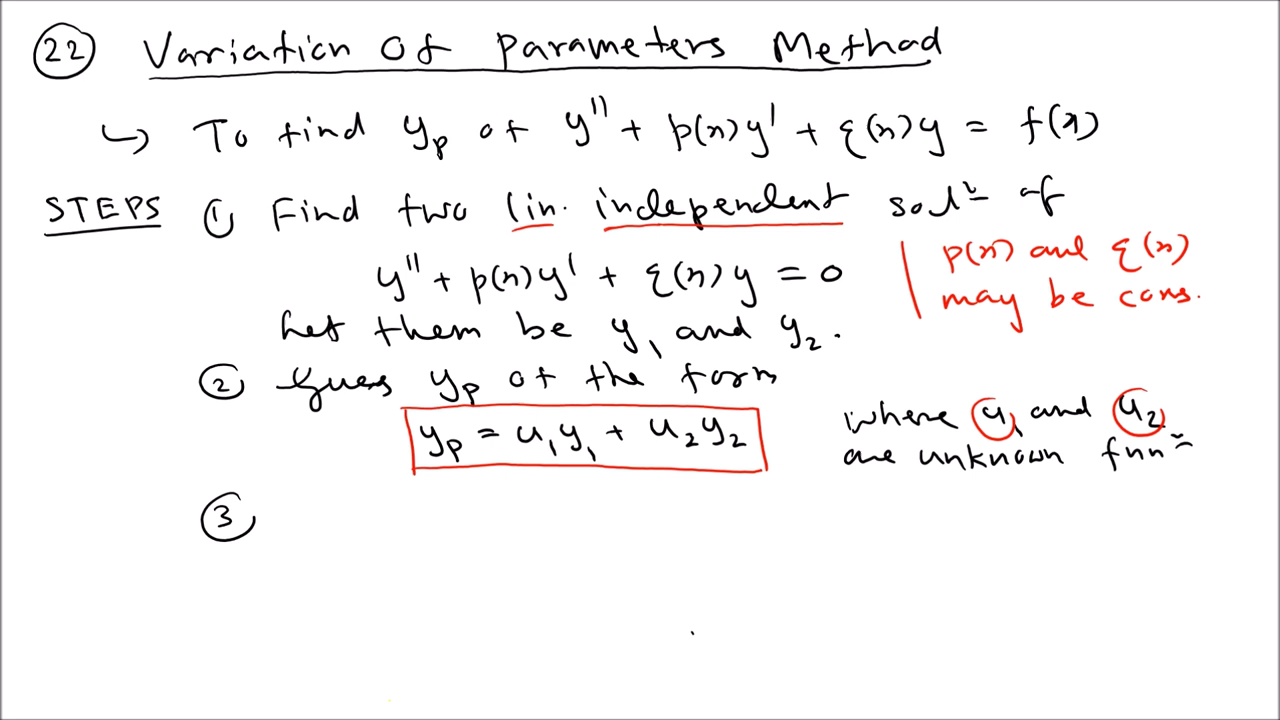 22 Variation Of Parameters Method
↳ To find yₚ of y'' + p(x)y' + q(x)y = f(x)
STEPS ① Find two lin. independent solⁿ of
y'' + p(x)y' + q(x)y = 0
p(x) and q(x)
may be cons.
Let them be y₁ and y₂.
② Guess yₚ of the form
yₚ = u₁y₁ + u₂y₂
where u₁ and u₂
are unknown funⁿ
③